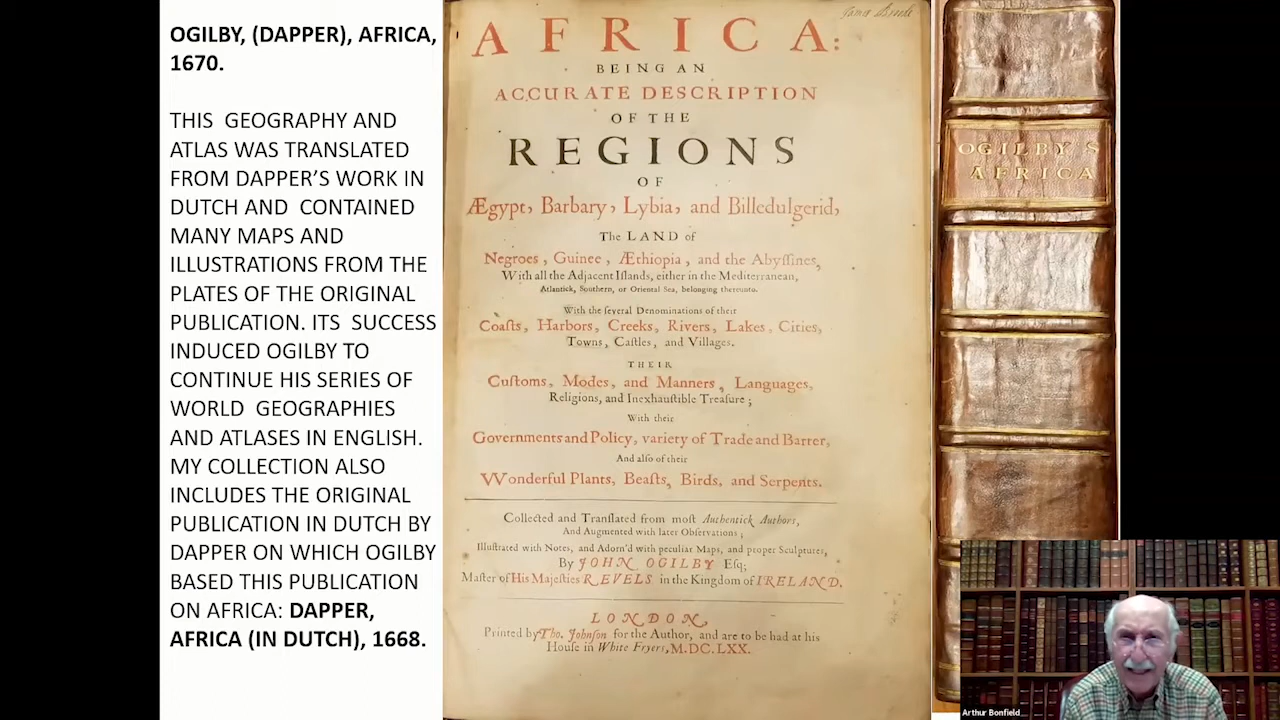 OGILBY, (DAPPER), AFRICA,
1670.
THIS GEOGRAPHY AND
ATLAS WAS TRANSLATED
FROM DAPPER’S WORK IN
DUTCH AND CONTAINED
MANY MAPS AND
ILLUSTRATIONS FROM THE
PLATES OF THE ORIGINAL
PUBLICATION. ITS SUCCESS
INDUCED OGILBY TO
CONTINUE HIS SERIES OF
WORLD GEOGRAPHIES
AND ATLASES IN ENGLISH.
MY COLLECTION ALSO
INCLUDES THE ORIGINAL
PUBLICATION IN DUTCH BY
DAPPER ON WHICH OGILBY
BASED THIS PUBLICATION
ON AFRICA: DAPPER,
AFRICA (IN DUTCH), 1668.
AFRICA:
BEING AN
ACCURATE DESCRIPTION
OF THE
REGIONS
OF
Ægypt, Barbary, Lybia, and Billedulgerid,
The LAND of
Negroes, Guinee, Æthiopia, and the Abyſſines,
With all the Adjacent Iſlands, either in the Mediterranean,
Atlantick, Southern, or Oriental Sea, belonging thereunto.
With the ſeveral Denominations of their
Coaſts, Harbors, Creeks, Rivers, Lakes, Cities,
Towns, Caſtles, and Villages.
THEIR
Cuſtoms, Modes, and Manners, Languages,
Religions, and Inexhauſtible Treaſure;
With their
Governments and Policy, variety of Trade and Barter,
And alſo of their
Wonderful Plants, Beaſts, Birds, and Serpents.
Collected and Tranſlated from moſt Authentick Authors,
And Augmented with later Obſervations;
Illuſtrated with Notes, and Adorn'd with peculiar Maps, and proper Sculptures,
By JOHN OGILBY Eſq;
Maſter of His Majeſties REVELS in the Kingdom of IRELAND.
LONDON,
Printed by Tho. Johnſon for the Author, and are to be had at his
Houſe in White Fryers, M.DC.LXX.
OGILBY'S
AFRICA
Arthur Bonfield